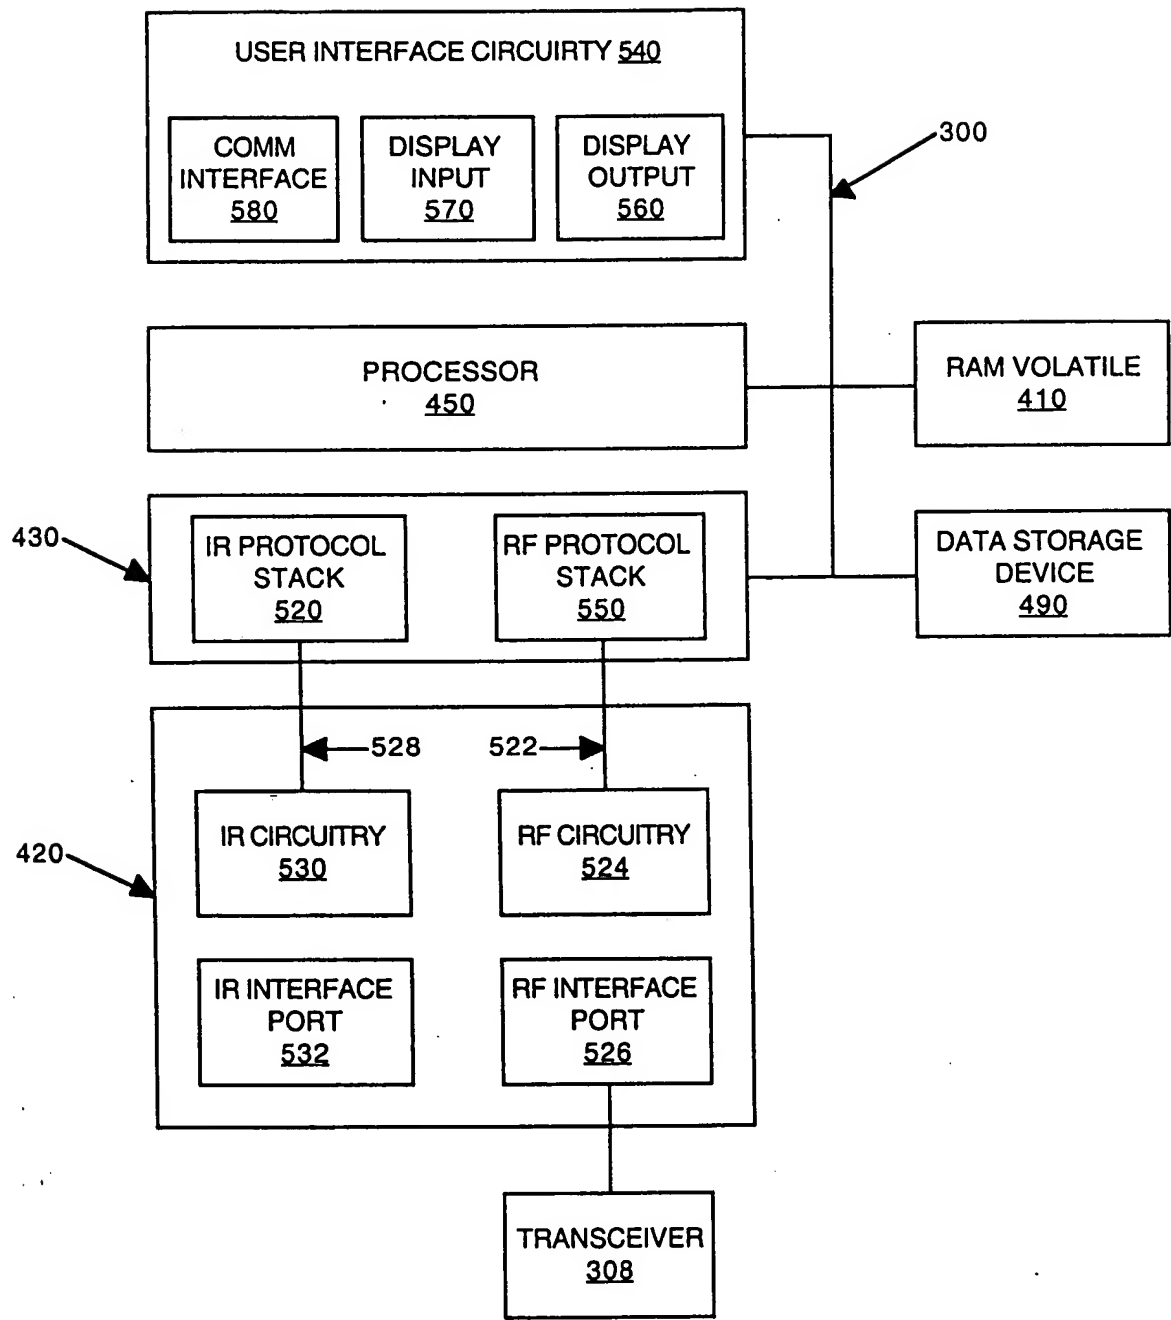 USER INTERFACE CIRCUIRTY 540
COMM
INTERFACE
580
DISPLAY
INPUT
570
DISPLAY
OUTPUT
560
300
PROCESSOR
450
RAM VOLATILE
410
430
IR PROTOCOL
STACK
520
RF PROTOCOL
STACK
550
DATA STORAGE
DEVICE
490
528
522
420
IR CIRCUITRY
530
RF CIRCUITRY
524
IR INTERFACE
PORT
532
RF INTERFACE
PORT
526
TRANSCEIVER
308